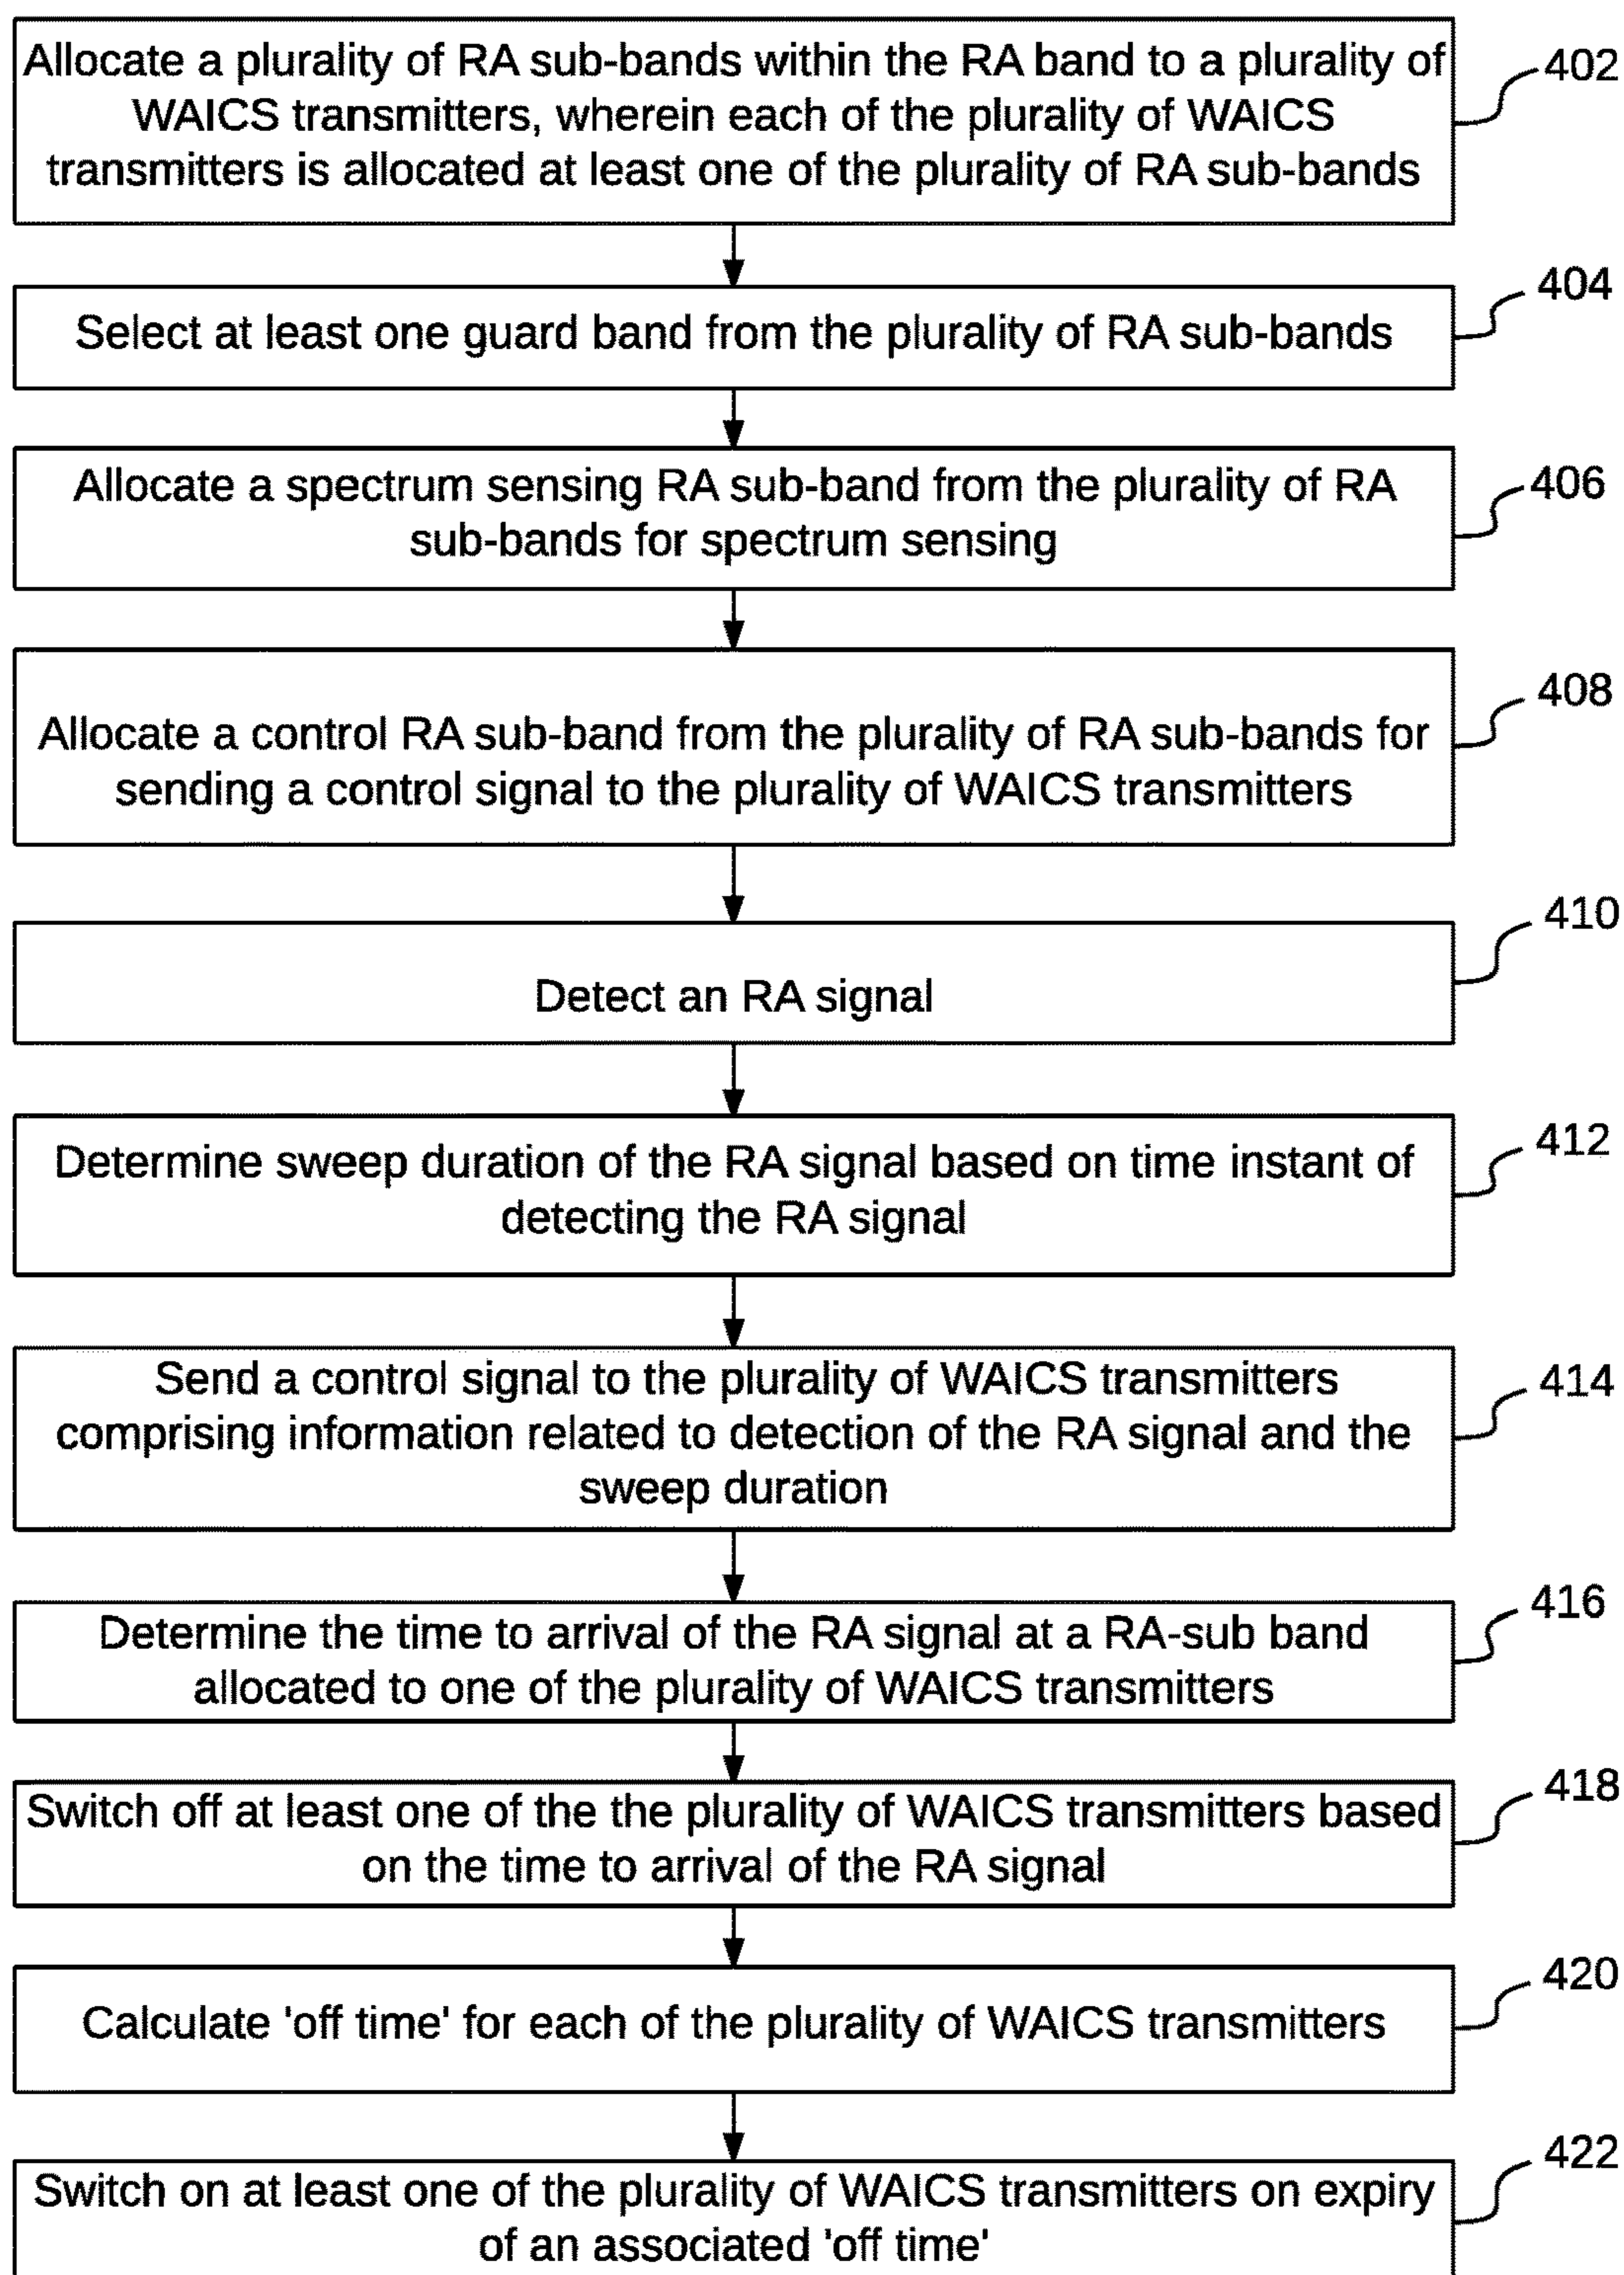 Allocate a plurality of RA sub-bands within the RA band to a plurality of
WAICS transmitters, wherein each of the plurality of WAICS
transmitters is allocated at least one of the plurality of RA sub-bands
402
Select at least one guard band from the plurality of RA sub-bands
404
Allocate a spectrum sensing RA sub-band from the plurality of RA
sub-bands for spectrum sensing
406
Allocate a control RA sub-band from the plurality of RA sub-bands for
sending a control signal to the plurality of WAICS transmitters
408
Detect an RA signal
410
Determine sweep duration of the RA signal based on time instant of
detecting the RA signal
412
Send a control signal to the plurality of WAICS transmitters
comprising information related to detection of the RA signal and the
sweep duration
414
Determine the time to arrival of the RA signal at a RA-sub band
allocated to one of the plurality of WAICS transmitters
416
Switch off at least one of the the plurality of WAICS transmitters based
on the time to arrival of the RA signal
418
Calculate 'off time' for each of the plurality of WAICS transmitters
420
Switch on at least one of the plurality of WAICS transmitters on expiry
of an associated 'off time'
422